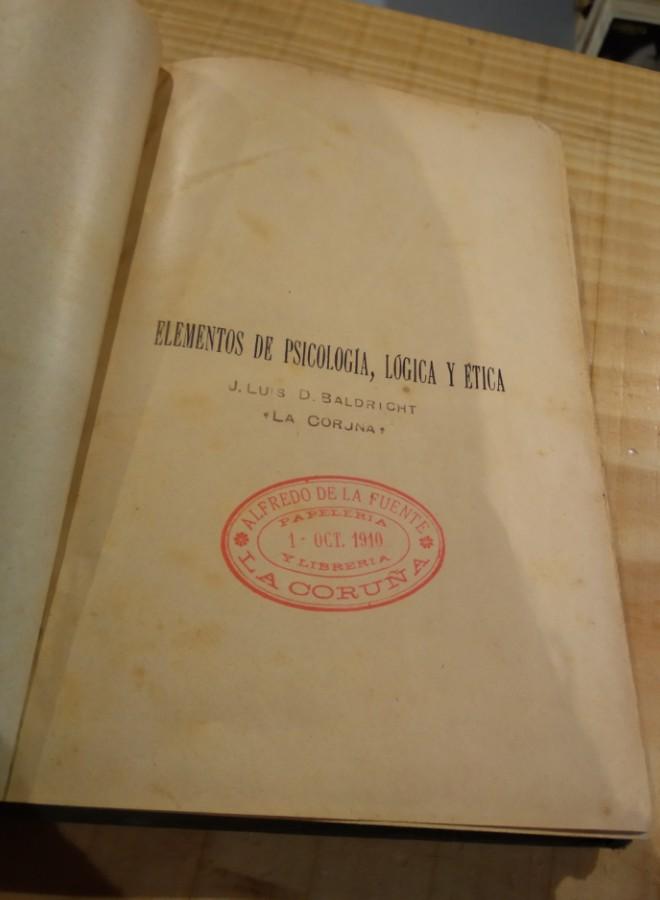 ELEMENTOS DE PSICOLOGÍA, LÓGICA Y ÉTICA
J. LUIS D. BALDRICHT
LA CORUNA
ALFREDO DE LA FUENTE
PAPELERIA
1 - OCT. 1910
Y LIBRERIA
LA CORUÑA